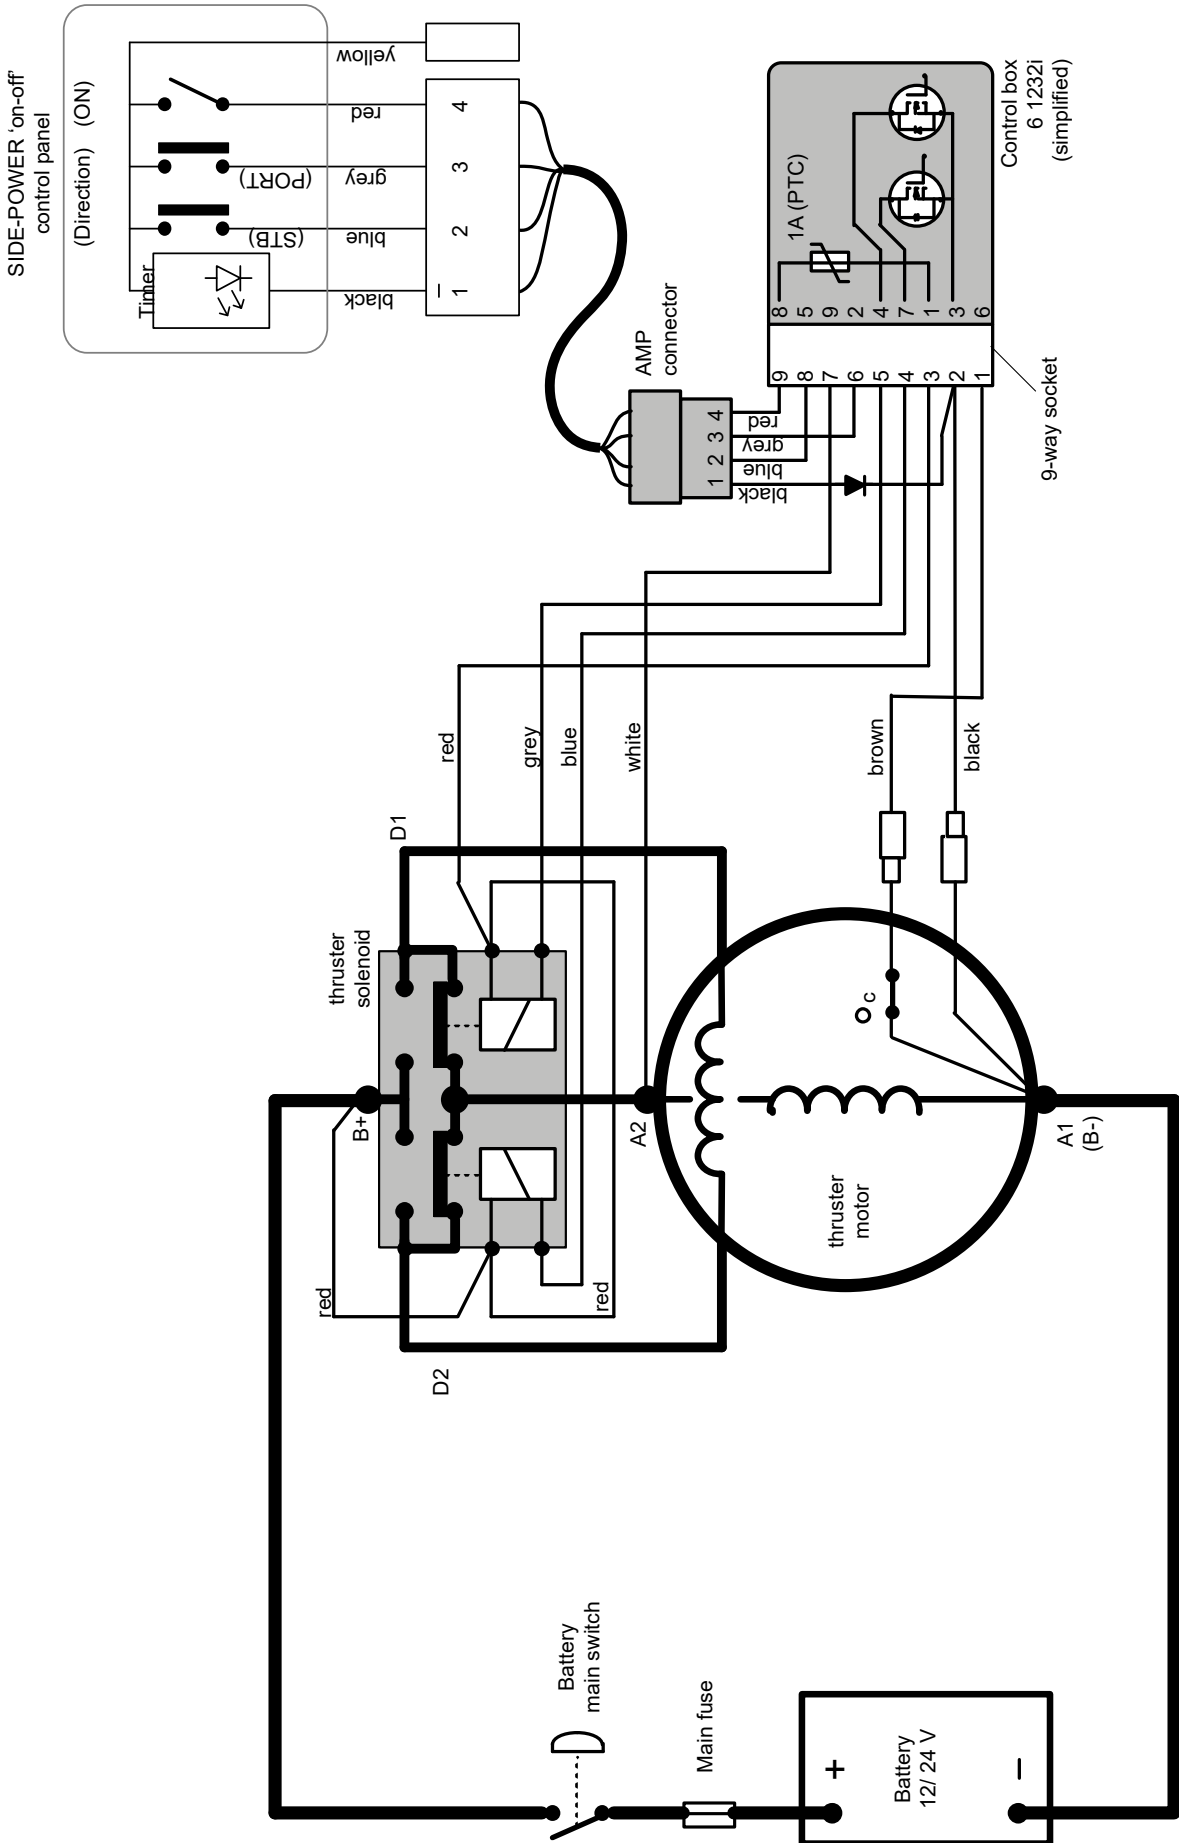 SIDE-POWER 'on-off'
control panel
(Direction) (ON)
Timer
(STB)
(PORT)
black
blue
grey
red
yellow
1
2
3
4
–
AMP
connector
1 2 3 4
black
blue
grey
red
1A (PTC)
Control box
6 1232i
(simplified)
8
5
9
2
4
7
1
3
6
9
8
7
6
5
4
3
2
1
9-way socket
red
grey
blue
white
brown
black
D1
thruster
solenoid
B+
red
red
D2
A2
o c
thruster
motor
A1
(B-)
Battery
main switch
Main fuse
+
Battery
12/ 24 V
–